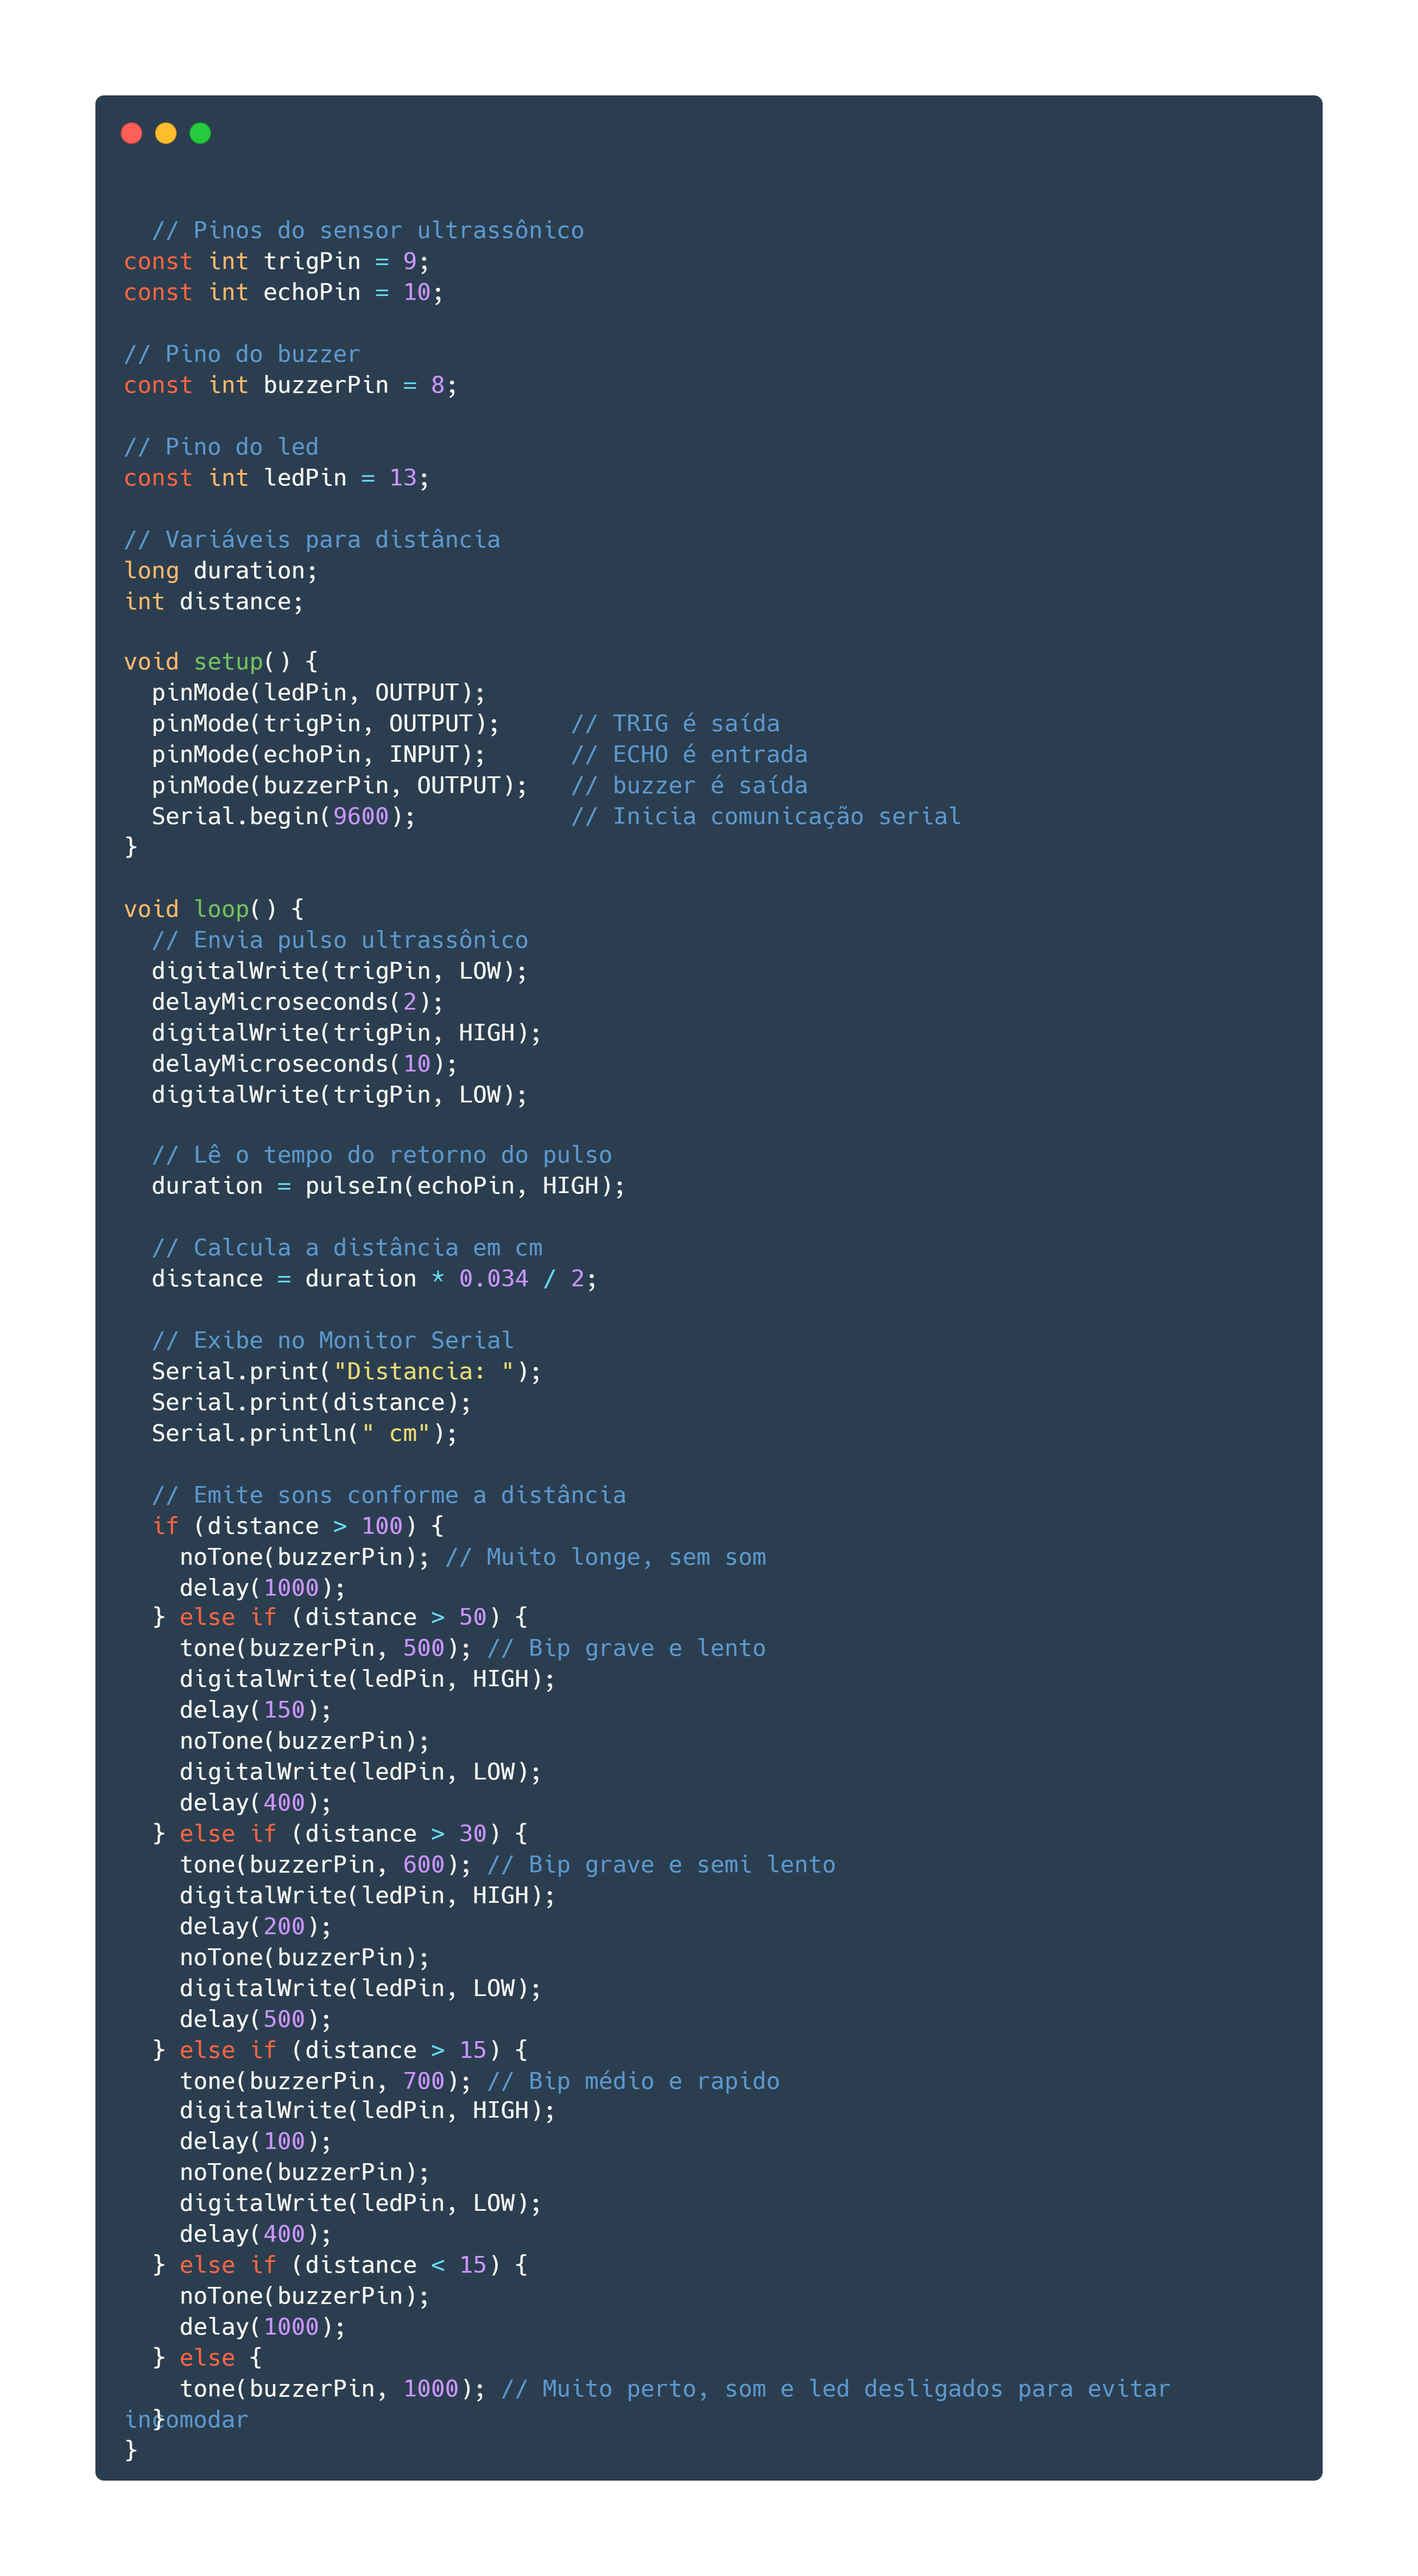 // Pinos do sensor ultrassônico
const int trigPin = 9;
const int echoPin = 10;

// Pino do buzzer
const int buzzerPin = 8;

// Pino do led
const int ledPin = 13;

// Variáveis para distância
long duration;
int distance;

void setup() {
  pinMode(ledPin, OUTPUT);
  pinMode(trigPin, OUTPUT);     // TRIG é saída
  pinMode(echoPin, INPUT);      // ECHO é entrada
  pinMode(buzzerPin, OUTPUT);   // buzzer é saída
  Serial.begin(9600);           // Inicia comunicação serial
}

void loop() {
  // Envia pulso ultrassônico
  digitalWrite(trigPin, LOW);
  delayMicroseconds(2);
  digitalWrite(trigPin, HIGH);
  delayMicroseconds(10);
  digitalWrite(trigPin, LOW);

  // Lê o tempo do retorno do pulso
  duration = pulseIn(echoPin, HIGH);

  // Calcula a distância em cm
  distance = duration * 0.034 / 2;

  // Exibe no Monitor Serial
  Serial.print("Distancia: ");
  Serial.print(distance);
  Serial.println(" cm");

  // Emite sons conforme a distância
  if (distance > 100) {
    noTone(buzzerPin); // Muito longe, sem som
    delay(1000);
  } else if (distance > 50) {
    tone(buzzerPin, 500); // Bip grave e lento
    digitalWrite(ledPin, HIGH);
    delay(150);
    noTone(buzzerPin);
    digitalWrite(ledPin, LOW);
    delay(400);
  } else if (distance > 30) {
    tone(buzzerPin, 600); // Bip grave e semi lento
    digitalWrite(ledPin, HIGH);
    delay(200);
    noTone(buzzerPin);
    digitalWrite(ledPin, LOW);
    delay(500);
  } else if (distance > 15) {
    tone(buzzerPin, 700); // Bip médio e rapido
    digitalWrite(ledPin, HIGH);
    delay(100);
    noTone(buzzerPin);
    digitalWrite(ledPin, LOW);
    delay(400);
  } else if (distance < 15) {
    noTone(buzzerPin);
    delay(1000);
  } else {
    tone(buzzerPin, 1000); // Muito perto, som e led desligados para evitar
incomodar
  }
}